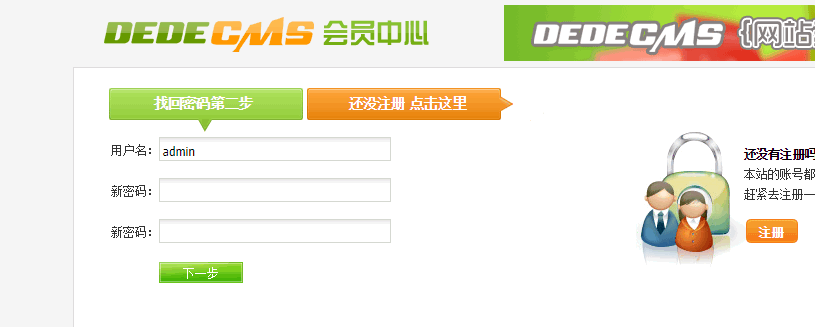 DEDECMS 会员中心
DEDECMS {网站
找回密码第二步
还没注册 点击这里
用户名：admin
新密码：
新密码：
下一步
还没有注册吗
本站的账号都
赶紧去注册一
注册